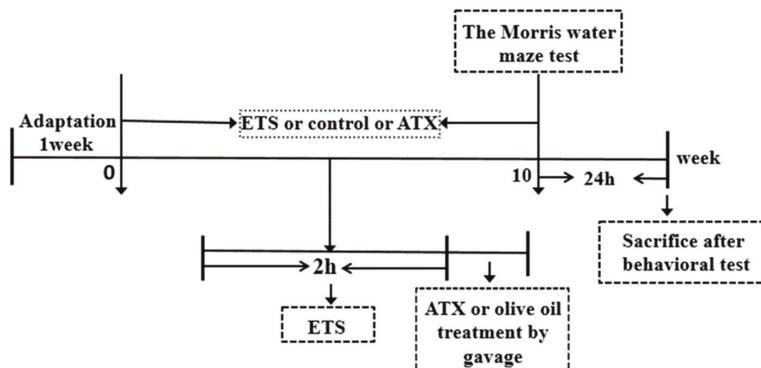 The Morris water
maze test
Adaptation
1week
ETS or control or ATX
0
10
24h
week
2h
Sacrifice after
behavioral test
ETS
ATX or olive oil
treatment by
gavage